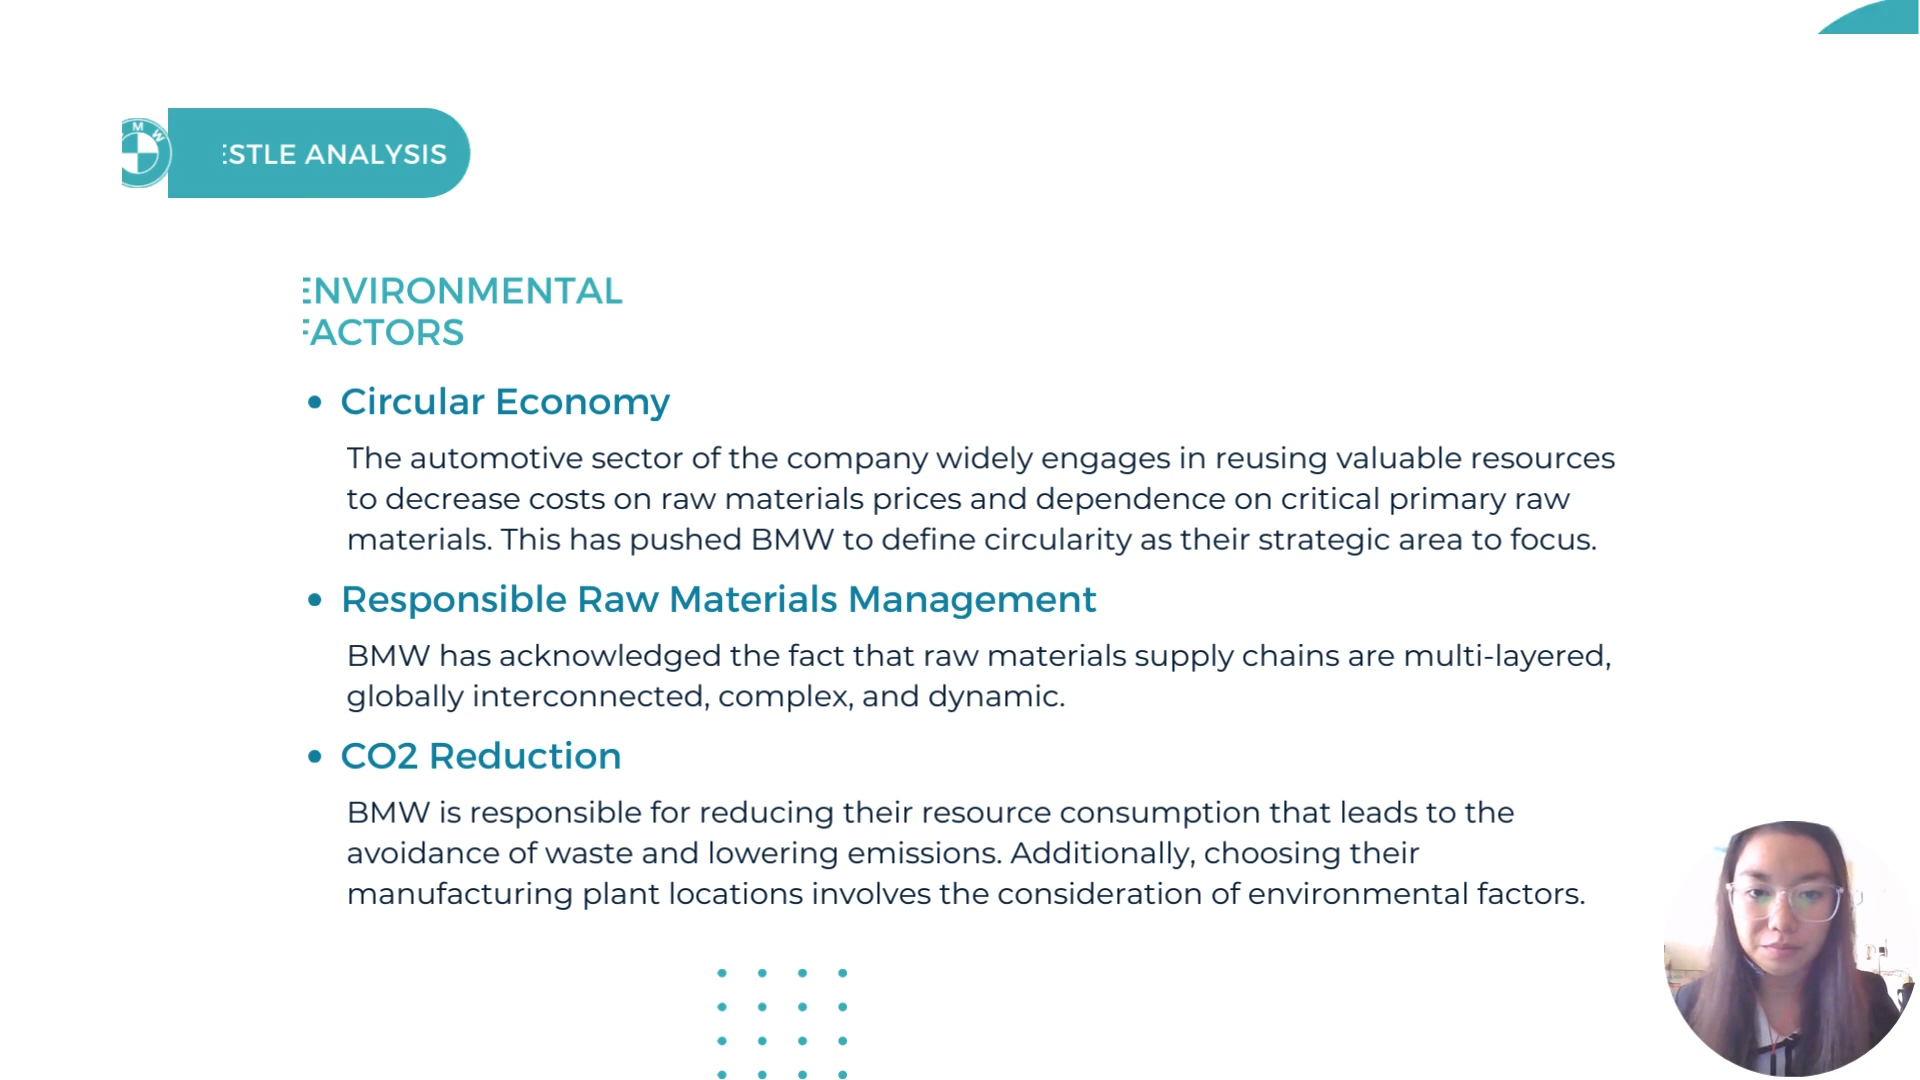 M W
ESTLE ANALYSIS
ENVIRONMENTAL
FACTORS
• Circular Economy
The automotive sector of the company widely engages in reusing valuable resources
to decrease costs on raw materials prices and dependence on critical primary raw
materials. This has pushed BMW to define circularity as their strategic area to focus.
• Responsible Raw Materials Management
BMW has acknowledged the fact that raw materials supply chains are multi-layered,
globally interconnected, complex, and dynamic.
• CO2 Reduction
BMW is responsible for reducing their resource consumption that leads to the
avoidance of waste and lowering emissions. Additionally, choosing their
manufacturing plant locations involves the consideration of environmental factors.